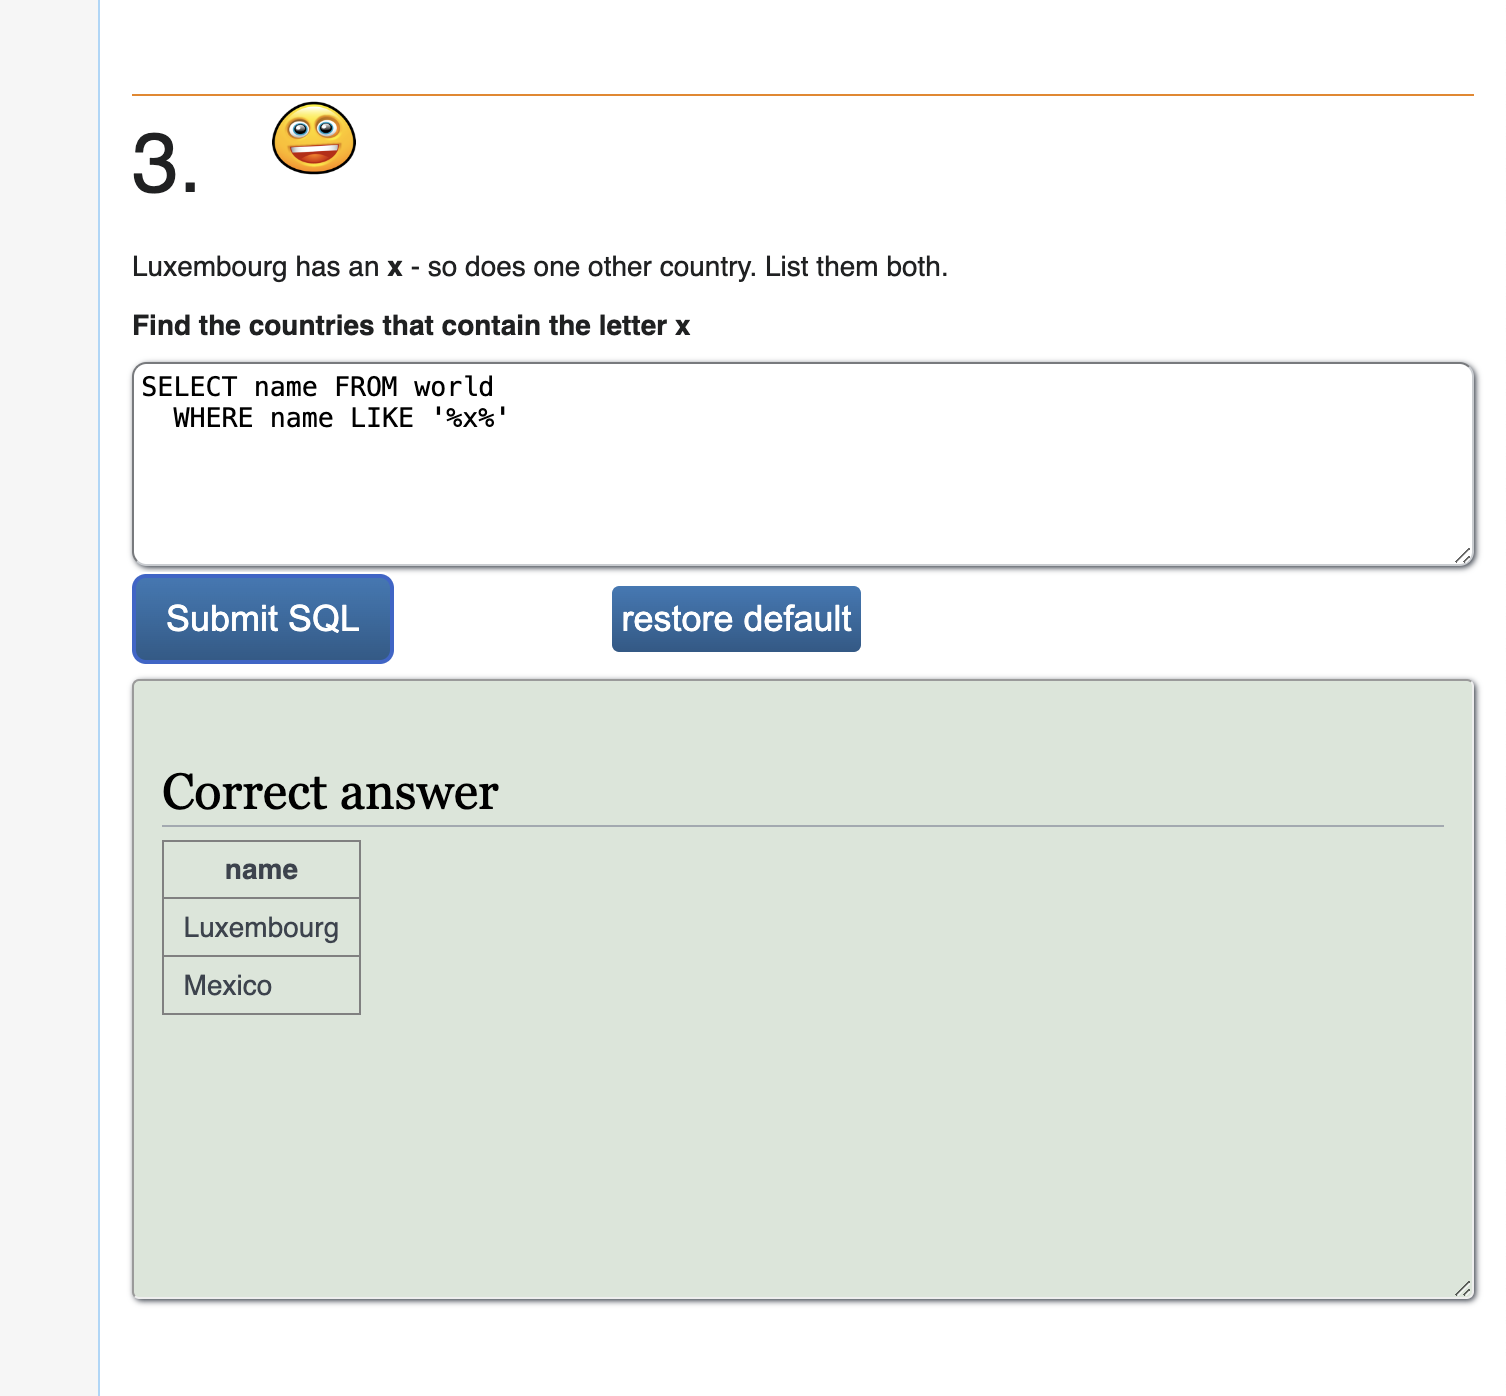 3.
Luxembourg has an x - so does one other country. List them both.
Find the countries that contain the letter x
SELECT name FROM world
  WHERE name LIKE '%x%'
Submit SQL
restore default
Correct answer
name
Luxembourg
Mexico